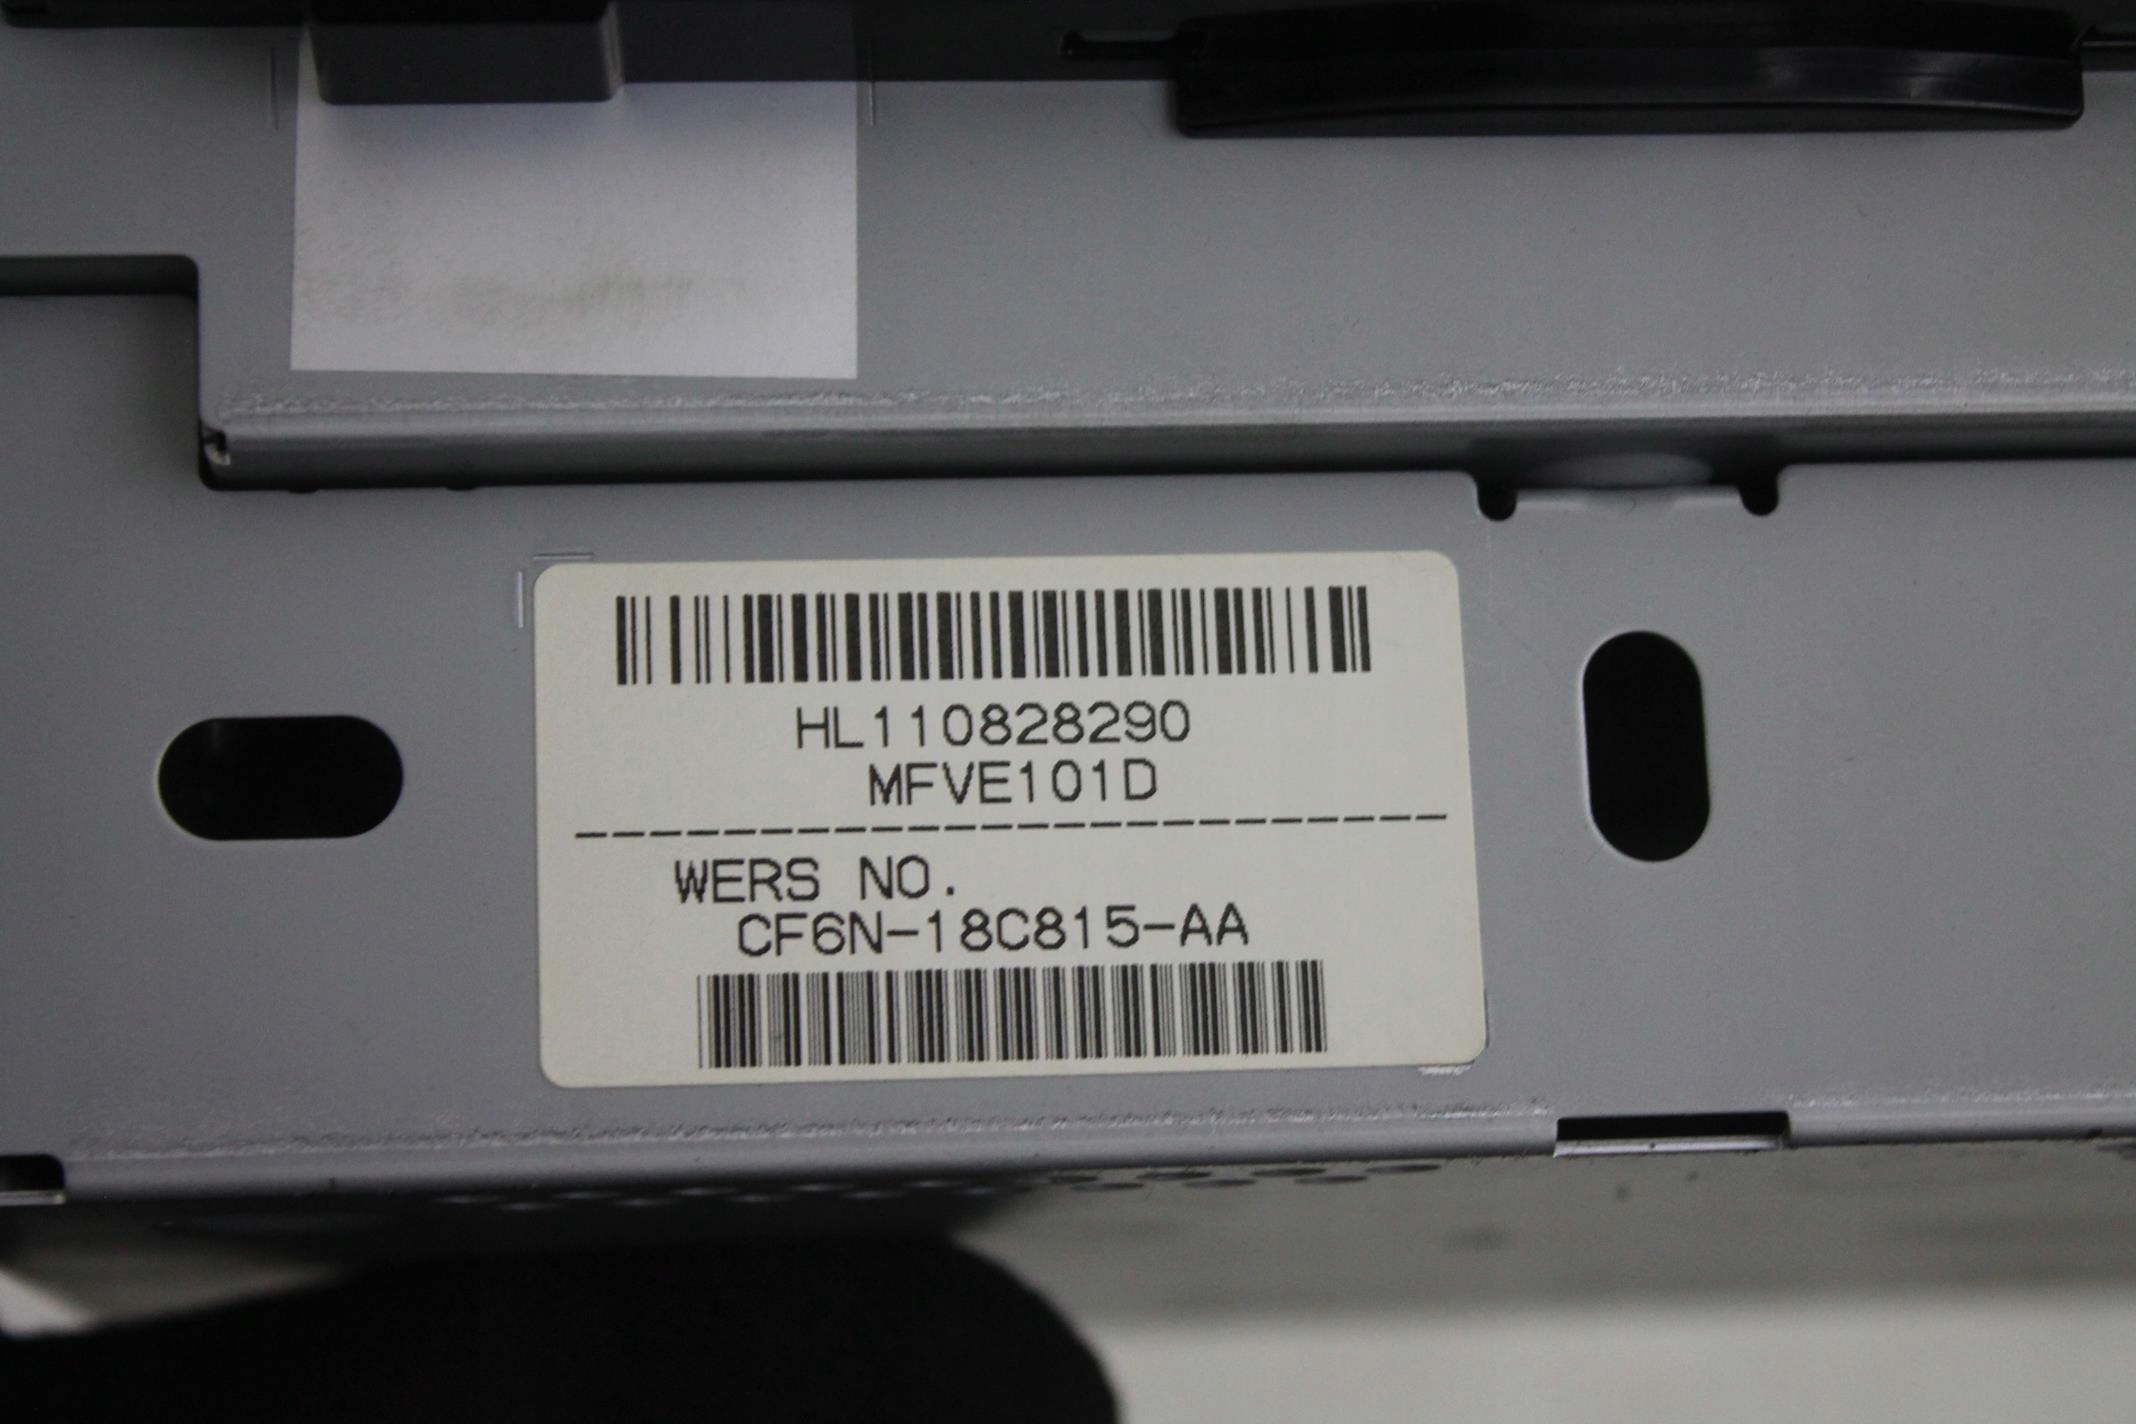 HL110828290
MFVE101D
WERS NO.
CF6N-18C815-AA